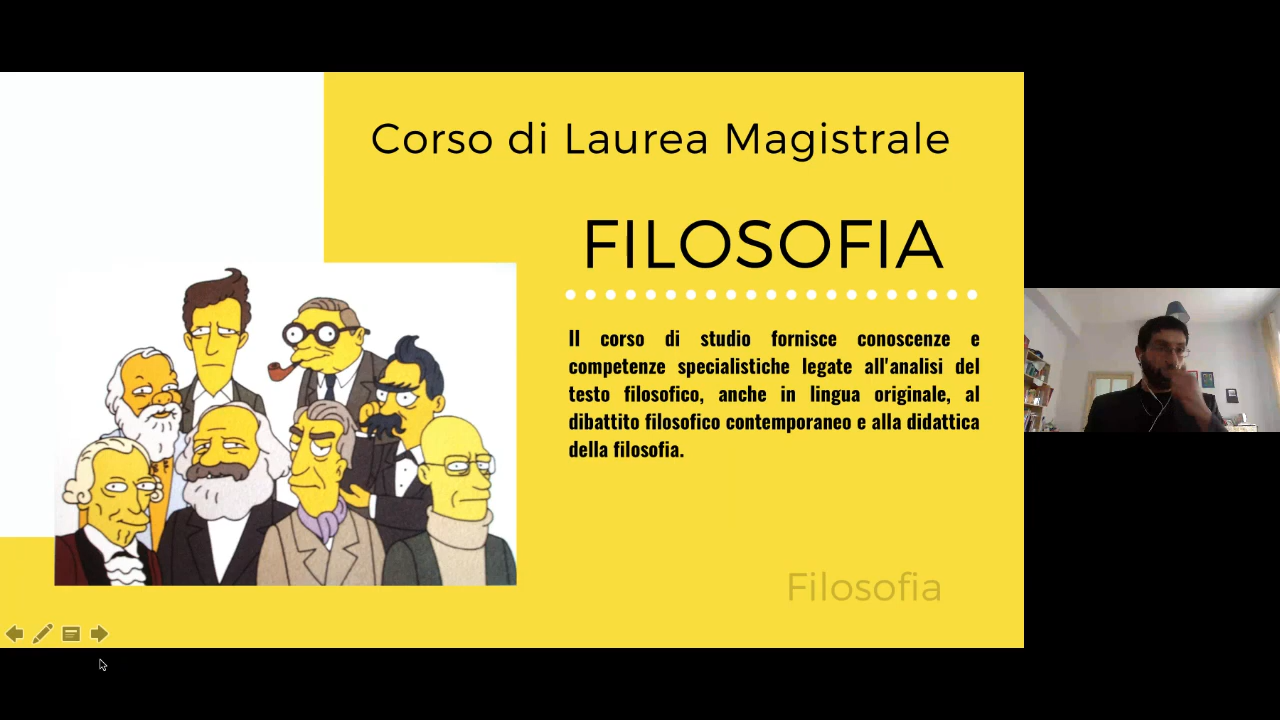 Corso di Laurea Magistrale
FILOSOFIA
Il corso di studio fornisce conoscenze e
competenze specialistiche legate all'analisi del
testo filosofico, anche in lingua originale, al
dibattito filosofico contemporaneo e alla didattica
della filosofia.
Filosofia